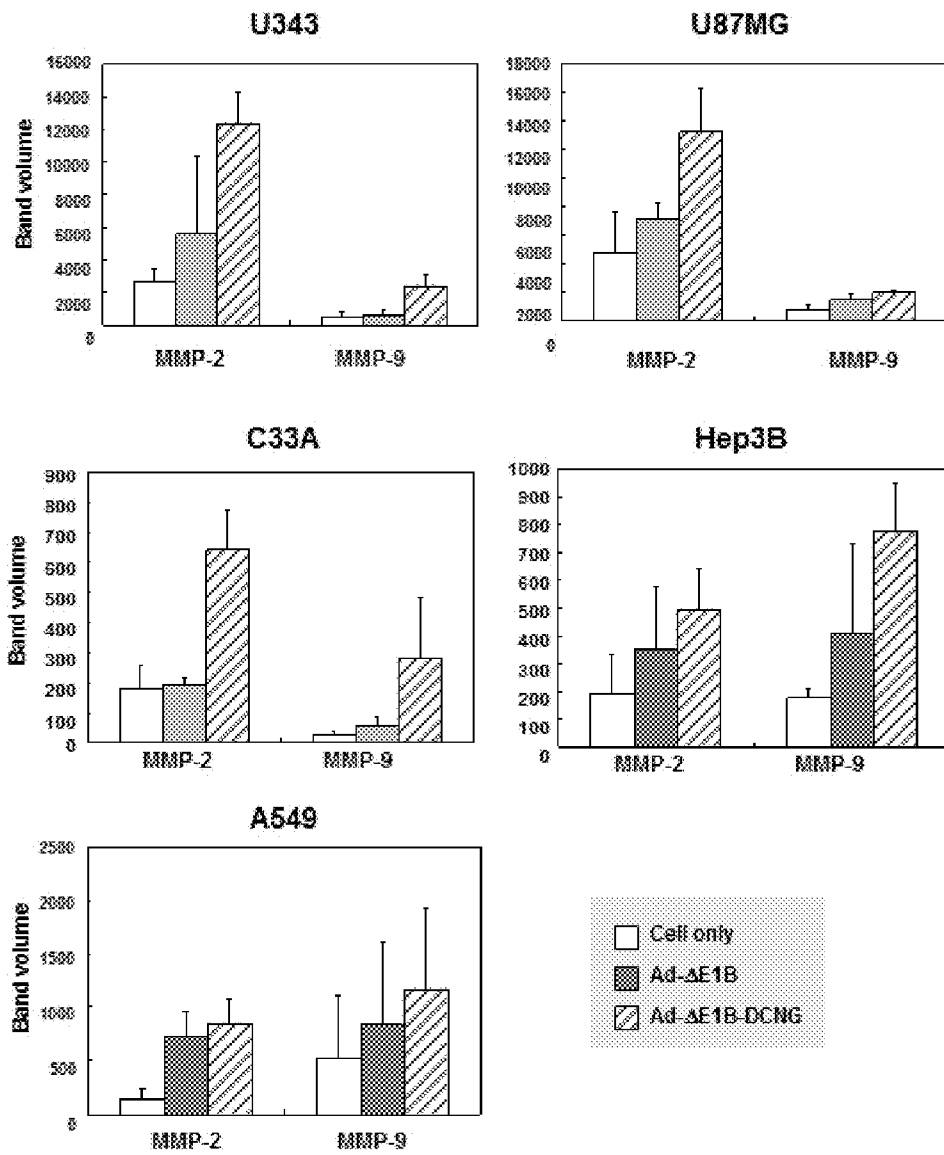 U343
Band volume
16000
14000
12000
10000
8000
6000
4000
2000
0
MMP-2
MMP-9
U87MG
18000
16000
14000
12000
10000
8000
6000
4000
2000
0
MMP-2
MMP-9
C33A
Band volume
900
800
700
600
500
400
300
200
100
0
MMP-2
MMP-9
Hep3B
1000
900
800
700
600
500
400
300
200
100
0
MMP-2
MMP-9
A549
Band volume
2500
2000
1500
1000
500
0
MMP-2
MMP-9
Cell only
Ad-ΔE1B
Ad-ΔE1B-DCNG